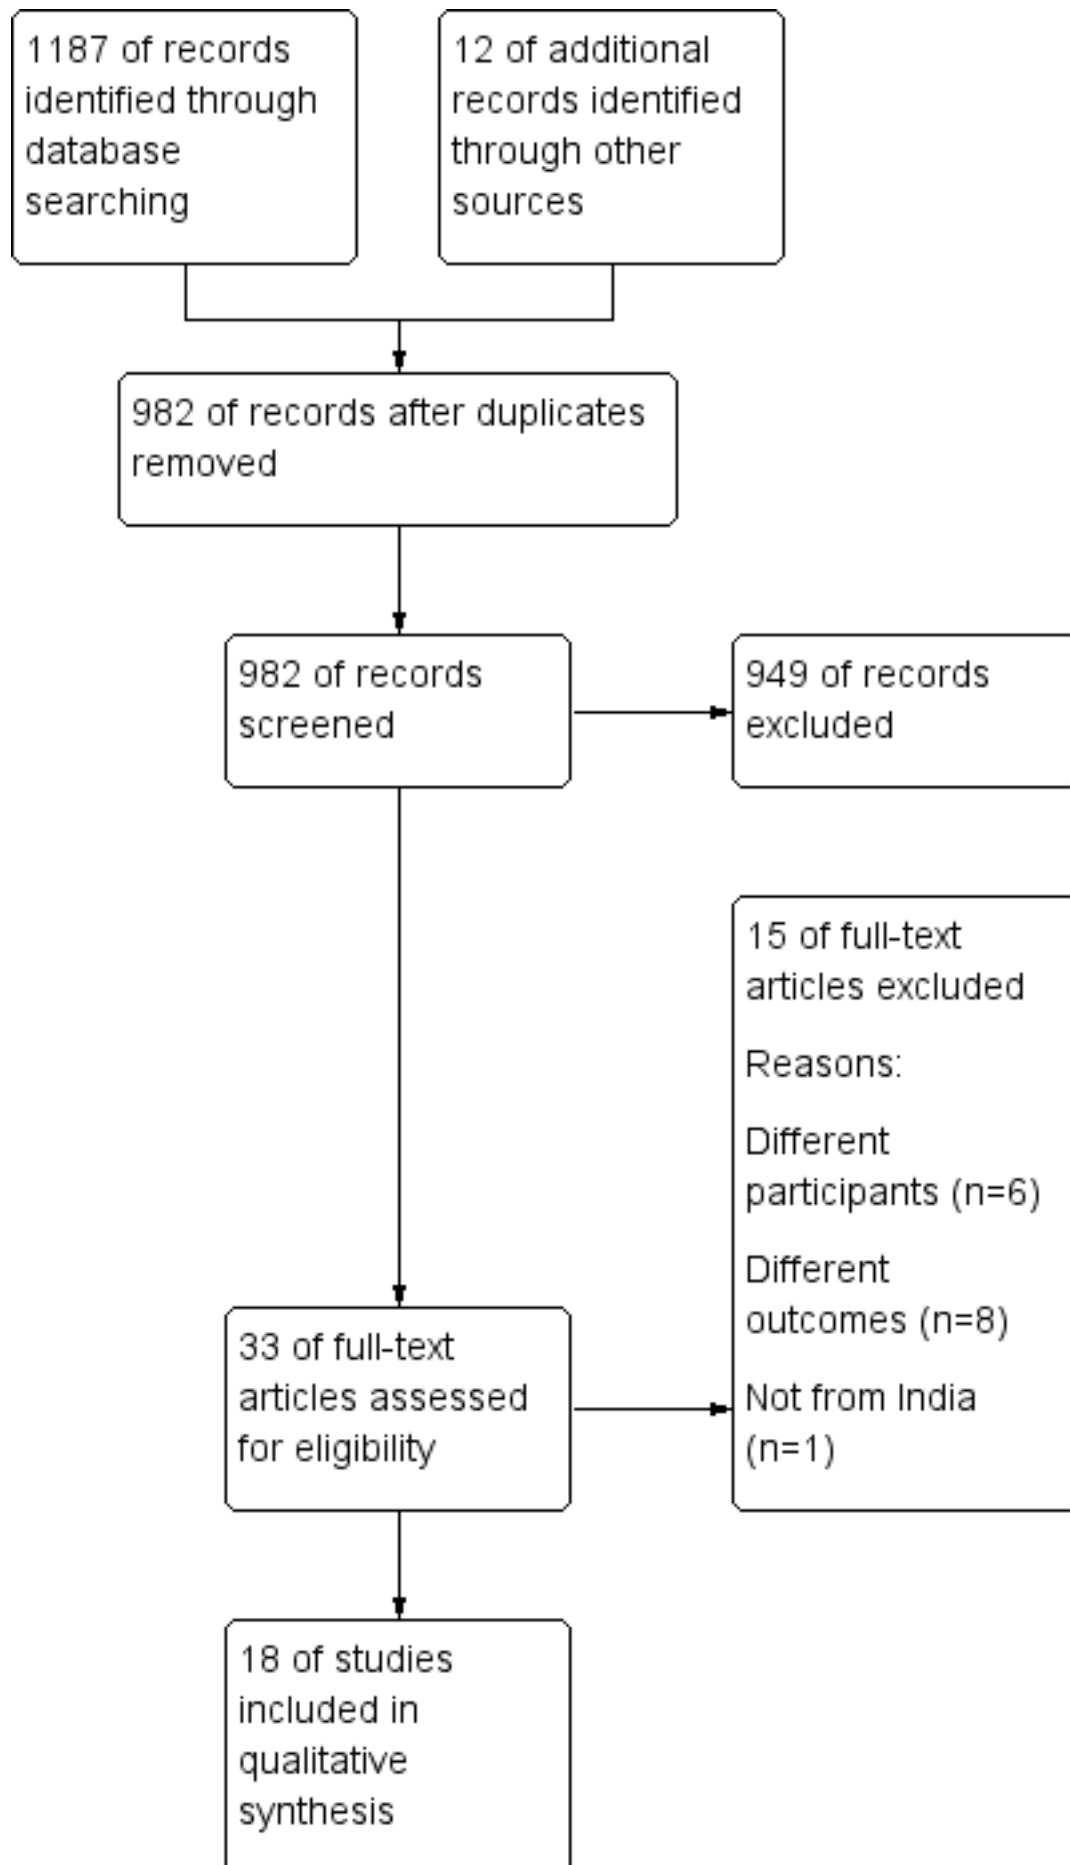 1187 of records
identified through
database
searching
12 of additional
records identified
through other
sources
982 of records after duplicates
removed
982 of records
screened
949 of records
excluded
15 of full-text
articles excluded
Reasons:
Different
participants (n=6)
Different
outcomes (n=8)
Not from India
(n=1)
33 of full-text
articles assessed
for eligibility
18 of studies
included in
qualitative
synthesis